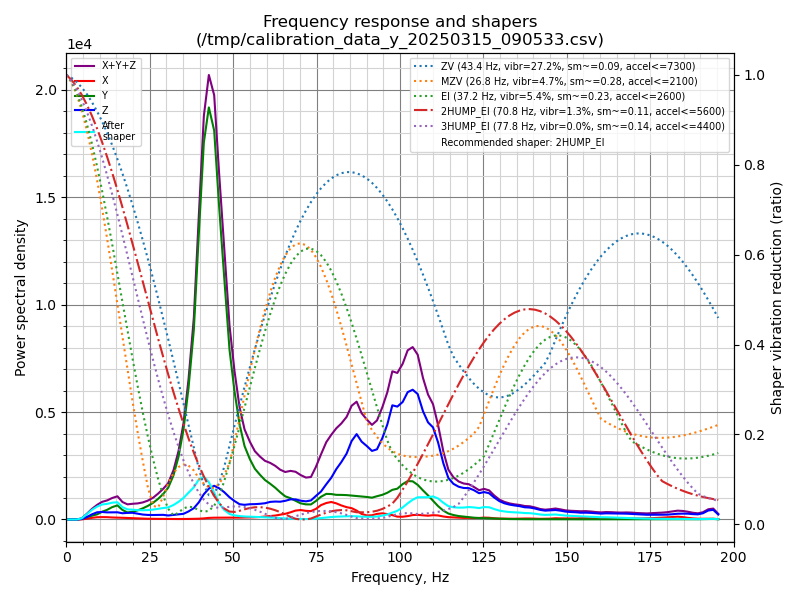 Frequency response and shapers
(/tmp/calibration_data_y_20250315_090533.csv)
1e4
X+Y+Z
X
Y
Z
After
shaper
ZV (43.4 Hz, vibr=27.2%, sm~=0.09, accel<=7300)
MZV (26.8 Hz, vibr=4.7%, sm~=0.28, accel<=2100)
EI (37.2 Hz, vibr=5.4%, sm~=0.23, accel<=2600)
2HUMP_EI (70.8 Hz, vibr=1.3%, sm~=0.11, accel<=5600)
3HUMP_EI (77.8 Hz, vibr=0.0%, sm~=0.14, accel<=4400)
Recommended shaper: 2HUMP_EI
Power spectral density
2.0
1.5
1.0
0.5
0.0
1.0
0.8
0.6
0.4
0.2
0.0
Shaper vibration reduction (ratio)
0 25 50 75 100 125 150 175 200
Frequency, Hz